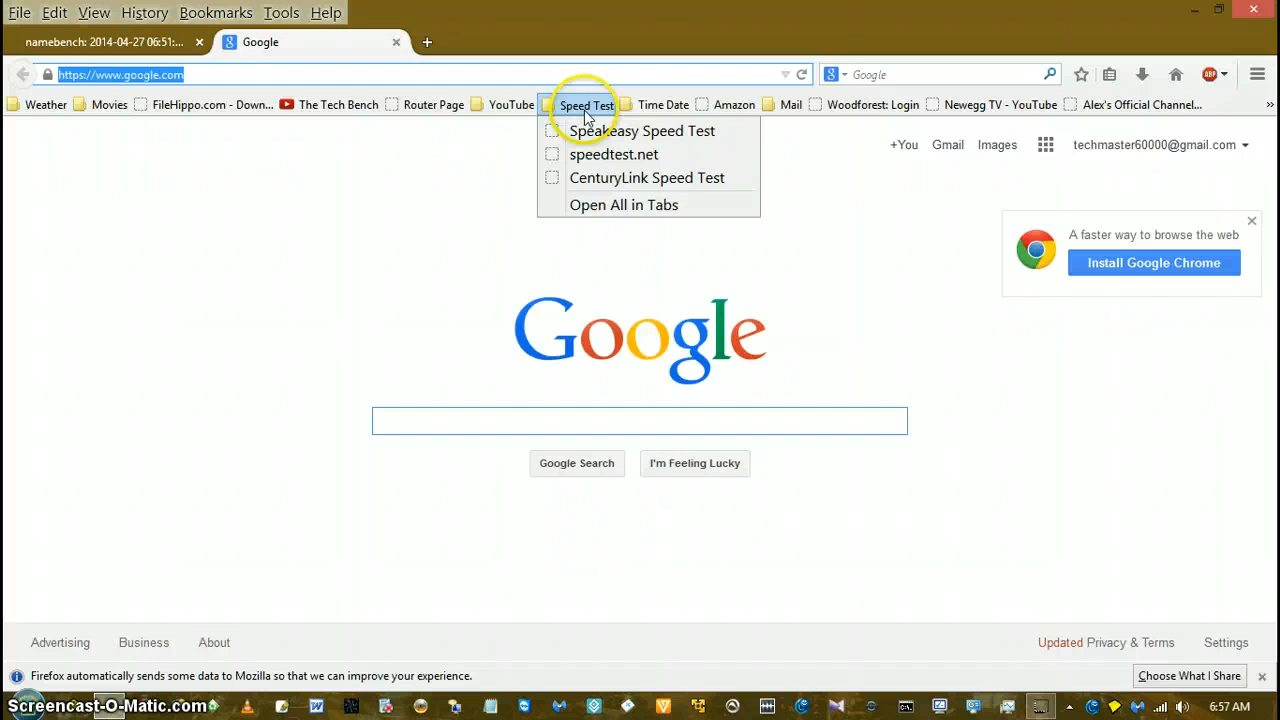 File Edit View History Bookmarks Tools Help
namebench: 2014-04-27 06:51:... Google
https://www.google.com Google ABP
Weather Movies FileHippo.com - Down... The Tech Bench Router Page YouTube Speed Test Time Date Amazon Mail Woodforest: Login Newegg TV - YouTube Alex's Official Channel...
Speakeasy Speed Test
speedtest.net
CenturyLink Speed Test
Open All in Tabs
+You Gmail Images techmaster60000@gmail.com
A faster way to browse the web
Install Google Chrome
Google
Google Search I'm Feeling Lucky
Advertising Business About Updated Privacy & Terms Settings
Firefox automatically sends some data to Mozilla so that we can improve your experience. Choose What I Share
Screencast-O-Matic.com 6:57 AM